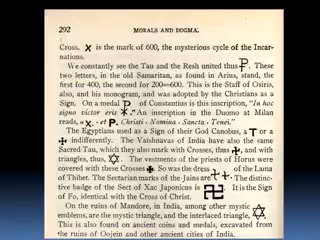 292 MORALS AND DOGMA.
Cross. X is the mark of 600, the mysterious cycle of the Incar-
nations.
We constantly see the Tau and the Resh united thus P. These
two letters, in the old Samaritan, as found in Arius, stand, the
first for 400, the second for 200=600. This is the Staff of Osiris,
also, and his monogram, and was adopted by the Christians as a
Sign. On a medal P of Constantius is this inscription, "In hoc
signo victor eris." An inscription in the Duomo at Milan
reads, "X. et P. Christi · Nomina · Sancta · Tenei."
The Egyptians used as a Sign of their God Canobus, a T or a
✠ indifferently. The Vaishnavas of India have also the same
Sacred Tau, which they also mark with Crosses, thus, and with
triangles, thus, ✡. The vestments of the priests of Horus were
covered with these Crosses ✠. So was the dress of the Lama
of Thibet. The Sectarian marks of the Jains are. The distinc-
tive badge of the Sect of Xac Japonicus is 卐. It is the Sign
of Fo, identical with the Cross of Christ.
On the ruins of Mandore, in India, among other mystic
emblems, are the mystic triangle, and the interlaced triangle, ✡.
This is also found on ancient coins and medals, excavated from
the ruins of Oojein and other ancient cities of India.